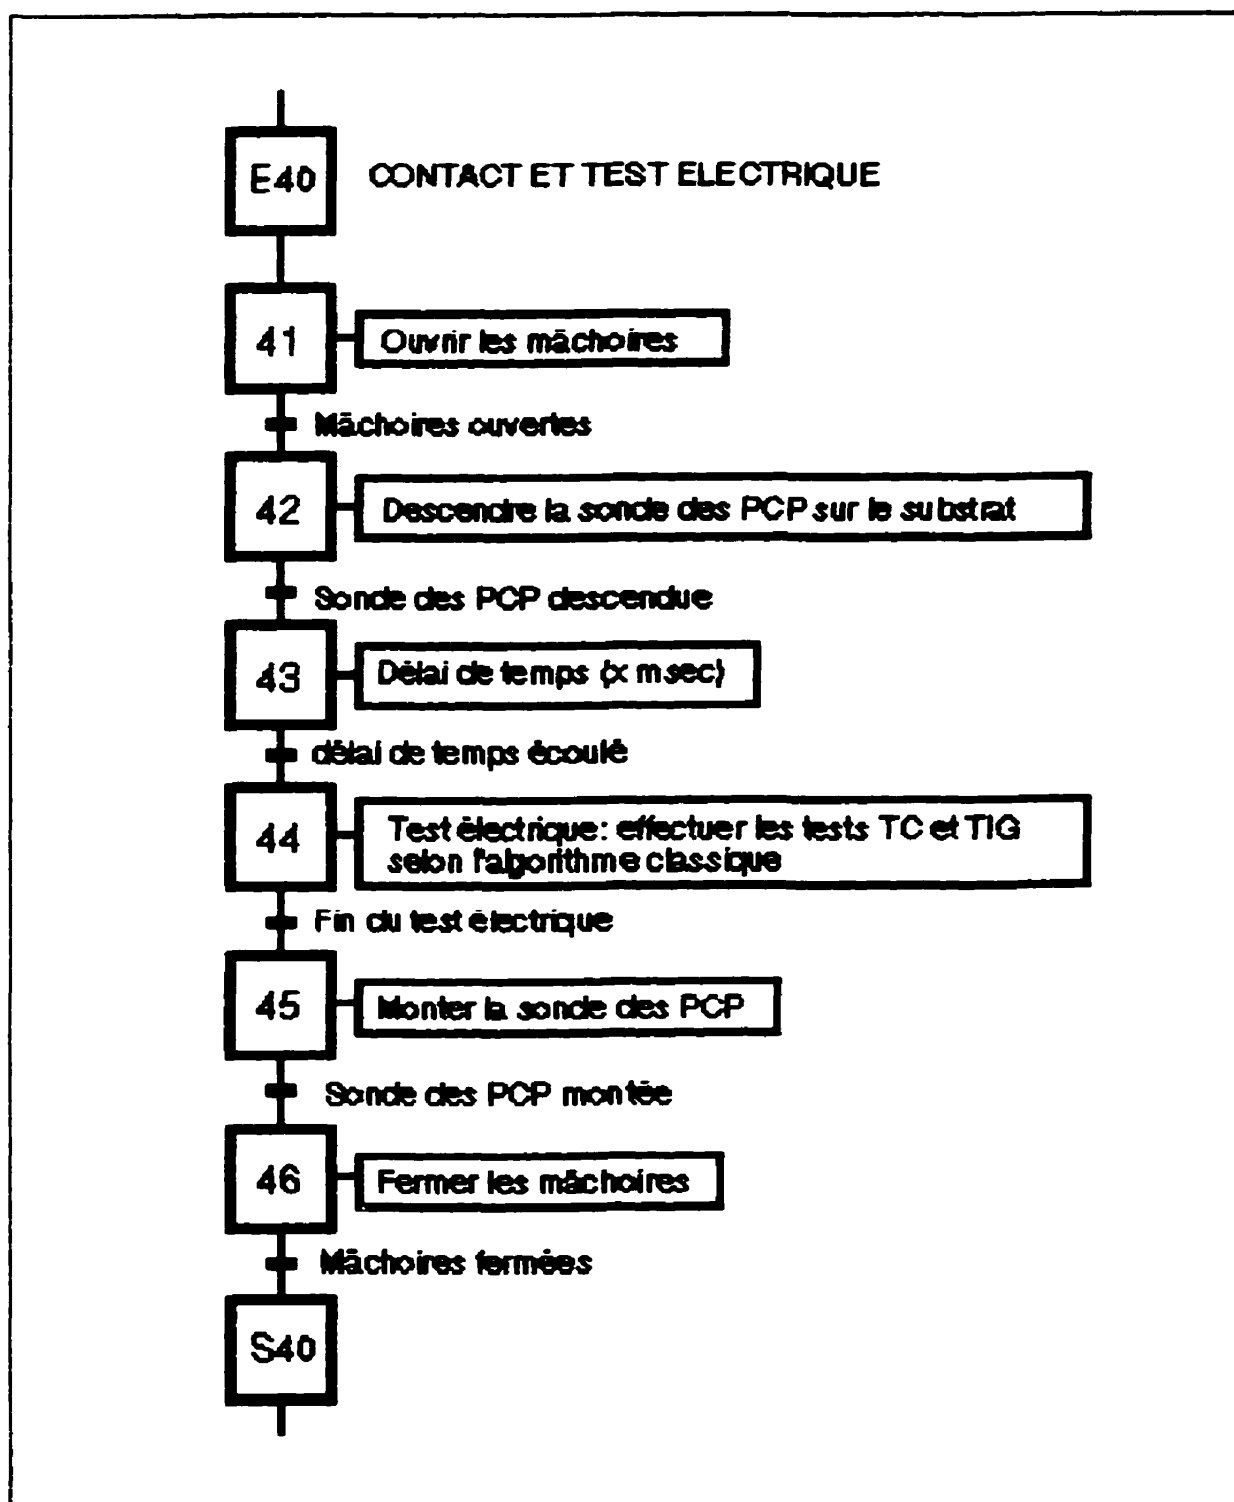 E40 CONTACT ET TEST ELECTRIQUE
41 Ouvrir les mâchoires
Mâchoires ouvertes
42 Descendre la sonde des PCP sur le substrat
Sonde des PCP descendue
43 Délai de temps (x msec)
délai de temps écoulé
44 Test électrique: effectuer les tests TC et TIG
selon l'algorithme classique
Fin du test électrique
45 Monter la sonde des PCP
Sonde des PCP montée
46 Fermer les mâchoires
Mâchoires fermées
S40